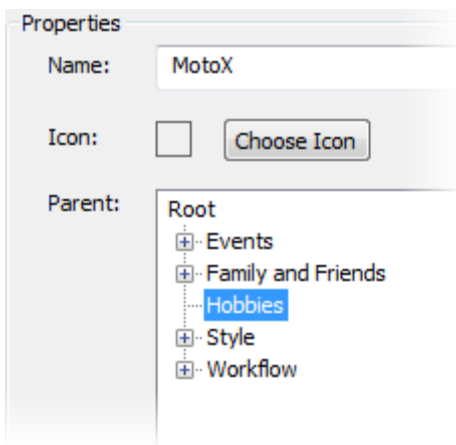 Properties
Name: MotoX
Icon: Choose Icon
Parent: Root
Events
Family and Friends
Hobbies
Style
Workflow